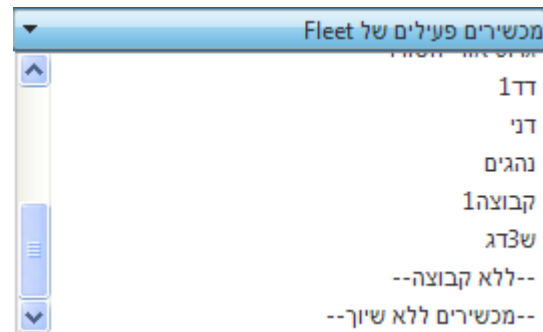 מכשירים פעילים של Fleet
דד1
דני
נהגים
קבוצה1
ש3דג
--ללא קבוצה--
--מכשירים ללא שיוך--